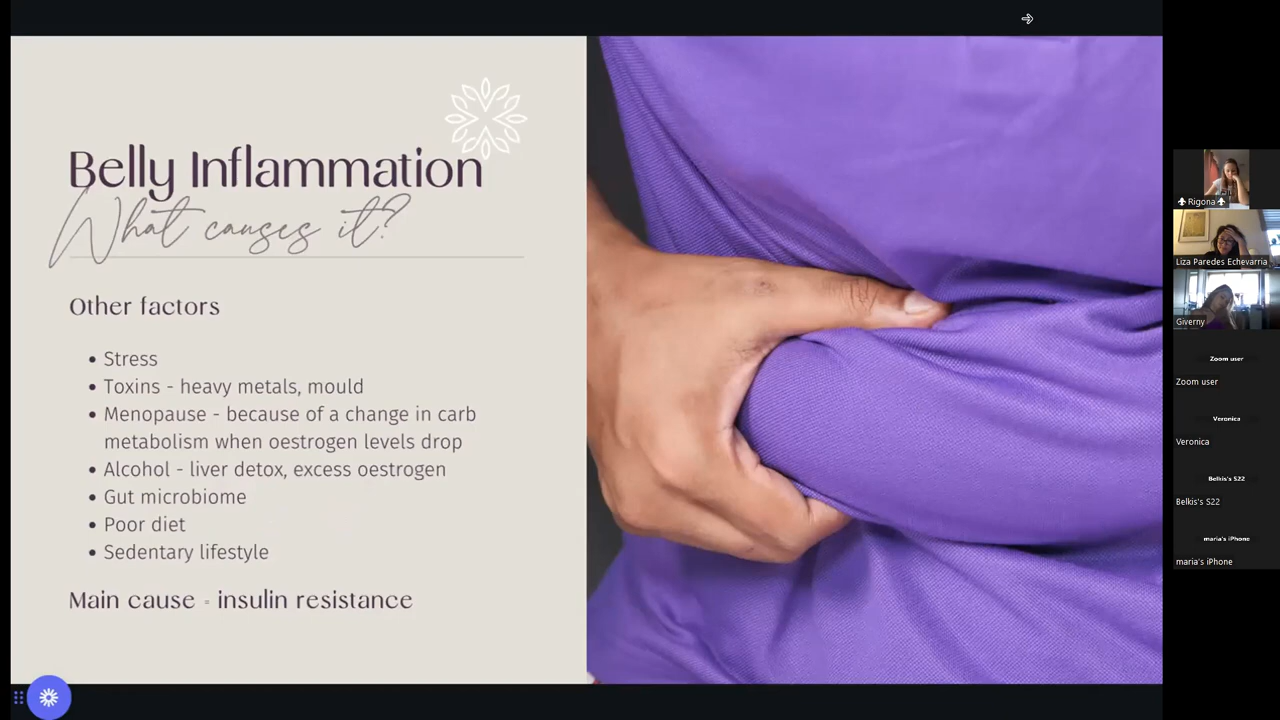 Belly Inflammation
What causes it?
Other factors
• Stress
• Toxins - heavy metals, mould
• Menopause - because of a change in carb
metabolism when oestrogen levels drop
• Alcohol - liver detox, excess oestrogen
• Gut microbiome
• Poor diet
• Sedentary lifestyle
Main cause - insulin resistance
Rigona
Liza Paredes Echevarria
Giverny
Zoom user
Zoom user
Veronica
Veronica
Belkis's S22
Belkis's S22
maria's iPhone
maria's iPhone